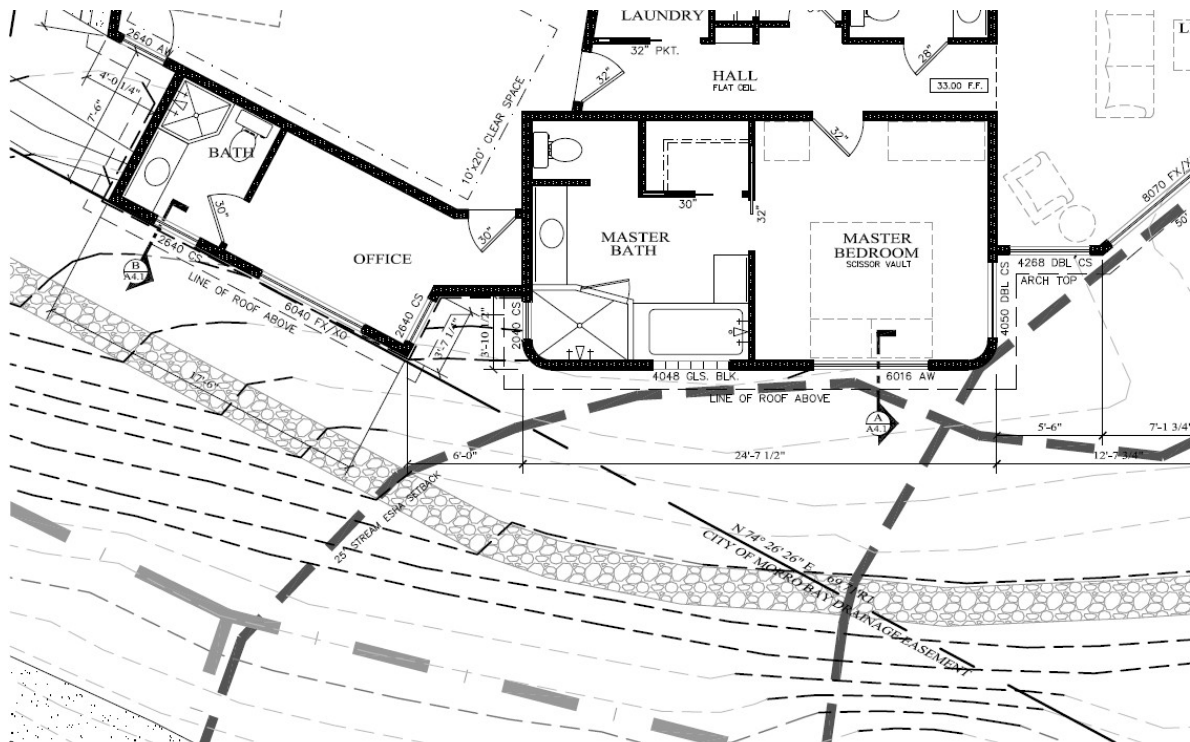 LAUNDRY
2640 AW
32" PKT.
28"
HALL
FLAT CEIL.
32"
33.00 F.F.
4'-0 1/4"
7'-6"
10'x20' CLEAR SPACE
32"
BATH
8070 FX/X
30"
30"
32"
30"
2640 CS
MASTER
BATH
MASTER
BEDROOM
SCISSOR VAULT
30"
OFFICE
4268 DBL CS
ARCH TOP
B
A4.1
LINE OF ROOF ABOVE
6040 FX/XO
2640 CS
3'-7 1/4"
3'-10 1/2"
2040 CS
4050 DBL CS
4048 GLS. BLK.
6016 AW
LINE OF ROOF ABOVE
17'-6"
A
A4.1
5'-6"
7'-1 3/4"
6'-0"
24'-7 1/2"
12'-7 3/4"
25' STREAM ESHA SETBACK
N 74° 26' 26" E
CITY OF MORRO BAY DRAINAGE EASEMENT